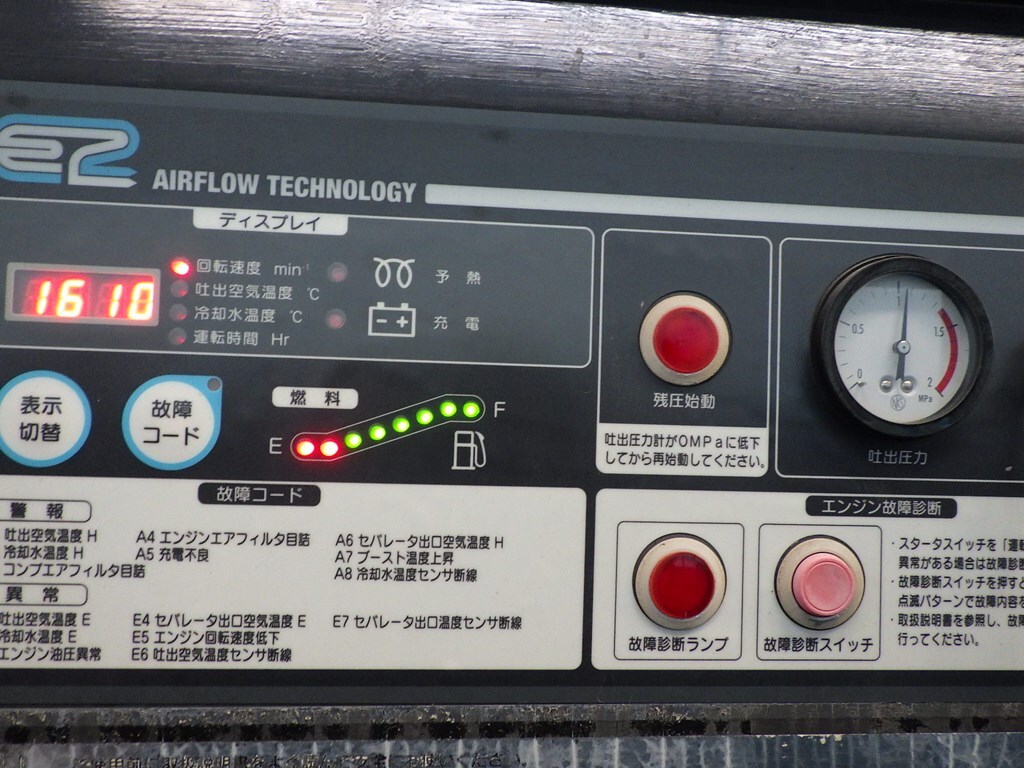 EZ
AIRFLOW TECHNOLOGY
ディスプレイ
1610
回転速度 min-1
吐出空気温度 ℃
冷却水温度 ℃
運転時間 Hr
予熱
充電
表示
切替
故障
コード
燃料
E
F
残圧始動
吐出圧力計が0MPaに低下
してから再始動してください。
0
0.5
1
1.5
2
MPa
吐出圧力
故障コード
警報
吐出空気温度 H
冷却水温度 H
コンプエアフィルタ目詰
A4 エンジンエアフィルタ目詰
A5 充電不良
A6 セパレータ出口空気温度 H
A7 ブースト温度上昇
A8 冷却水温度センサ断線
異常
吐出空気温度 E
冷却水温度 E
エンジン油圧異常
E4 セパレータ出口空気温度 E
E5 エンジン回転速度低下
E6 吐出空気温度センサ断線
E7 セパレータ出口温度センサ断線
エンジン故障診断
故障診断ランプ
故障診断スイッチ
・スタータスイッチを「運転
異常がある場合は故障診断
・故障診断スイッチを押すと
点滅パターンで故障内容を
・取扱説明書を参照し、故障
行ってください。